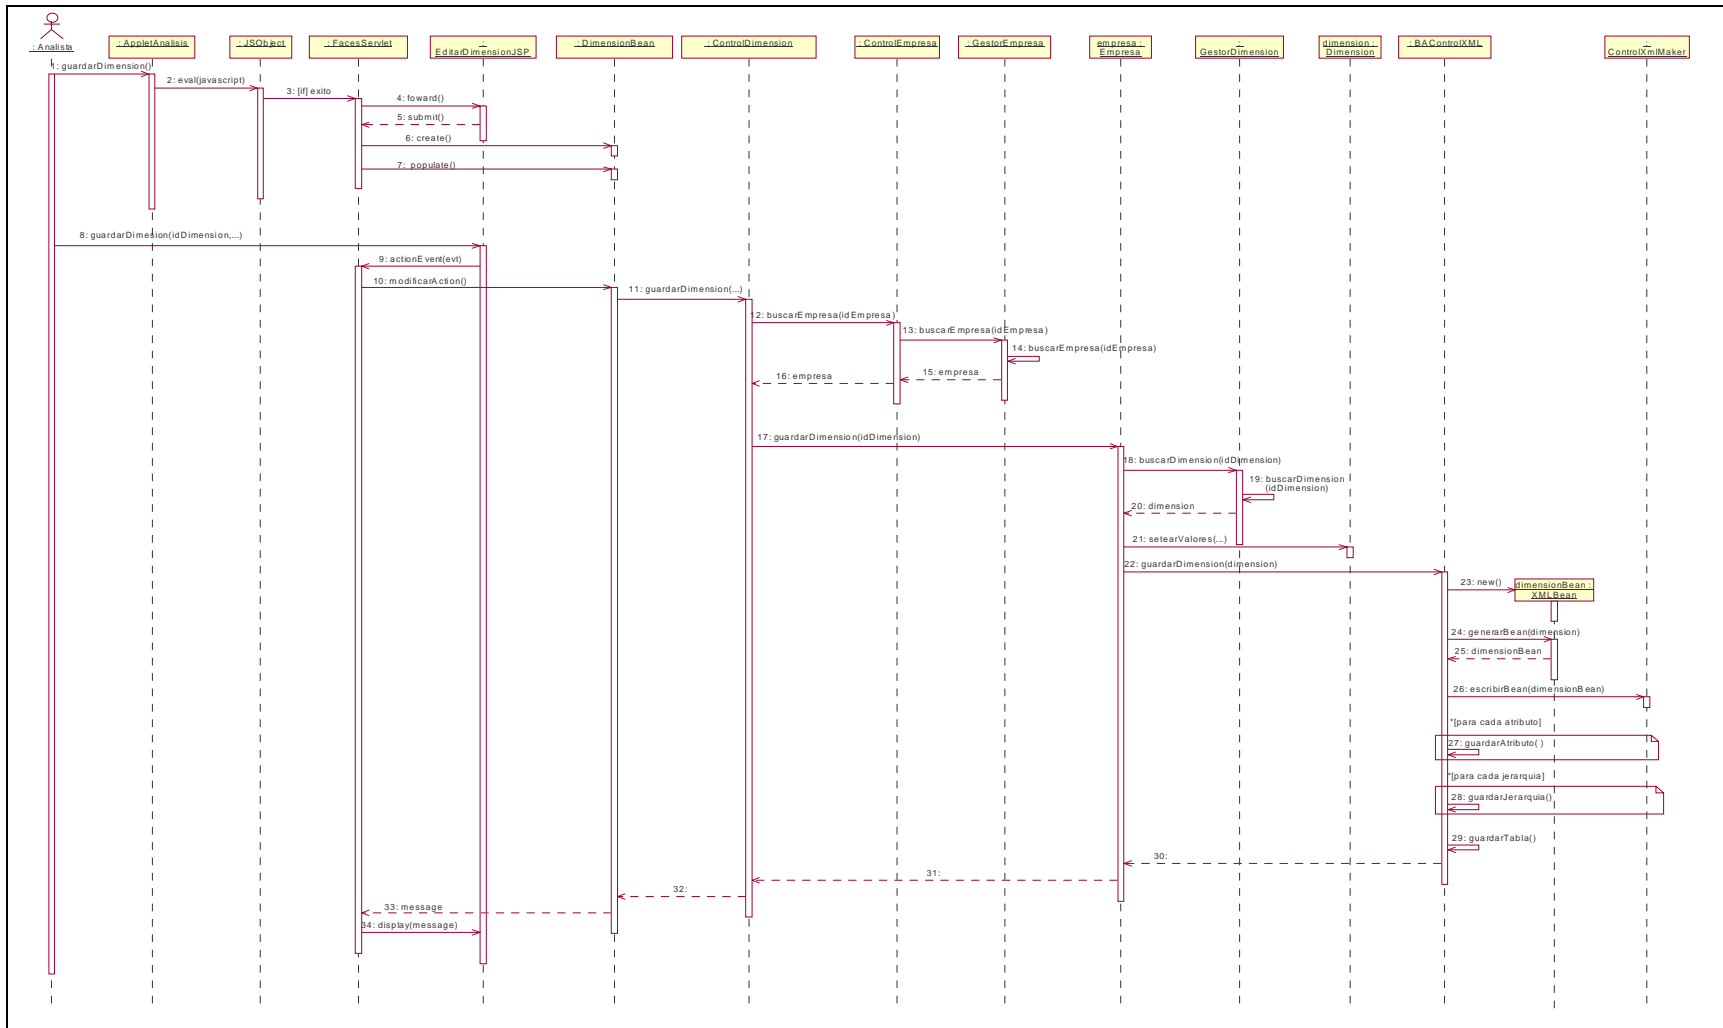 : Analista
: AppletAnalisis
: JSObject
: FacesServlet
:
EditarDimensionJSP
: DimensionBean
: ControlDimension
: ControlEmpresa
: GestorEmpresa
empresa :
Empresa
:
GestorDimension
dimension :
Dimension
: BAControlXML
:
ControlXmlMaker
1: guardarDimension()
2: eval(javascript)
3: [if] exito
4: foward()
5: submit()
6: create()
7: populate()
8: guardarDimesion(idDimension,...)
9: actionEvent(evt)
10: modificarAction()
11: guardarDimension(...)
12: buscarEmpresa(idEmpresa)
13: buscarEmpresa(idEmpresa)
14: buscarEmpresa(idEmpresa)
15: empresa
16: empresa
17: guardarDimension(idDimension)
18: buscarDimension(idDimension)
19: buscarDimension
(idDimension)
20: dimension
21: setearValores(...)
22: guardarDimension(dimension)
23: new()
dimensionBean :
XMLBean
24: generarBean(dimension)
25: dimensionBean
26: escribirBean(dimensionBean)
*[para cada atributo]
27: guardarAtributo( )
*[para cada jerarquia]
28: guardarJerarquia()
29: guardarTabla()
30:
31:
32:
33: message
34: display(message)